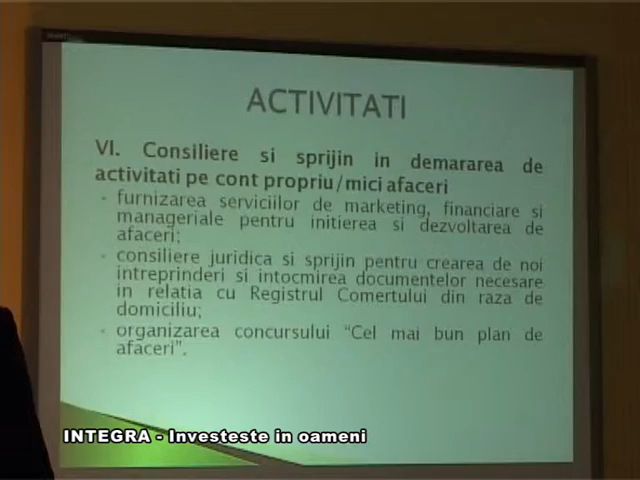 ACTIVITATI
VI. Consiliere si sprijin in demararea de
activitati pe cont propriu/mici afaceri
furnizarea serviciilor de marketing, financiare si
manageriale pentru initierea si dezvoltarea de
afaceri;
consiliere juridica si sprijin pentru crearea de noi
intreprinderi si intocmirea documentelor necesare
in relatia cu Registrul Comertului din raza de
domiciliu;
organizarea concursului "Cel mai bun plan de
afaceri".
INTEGRA - Investeste in oameni